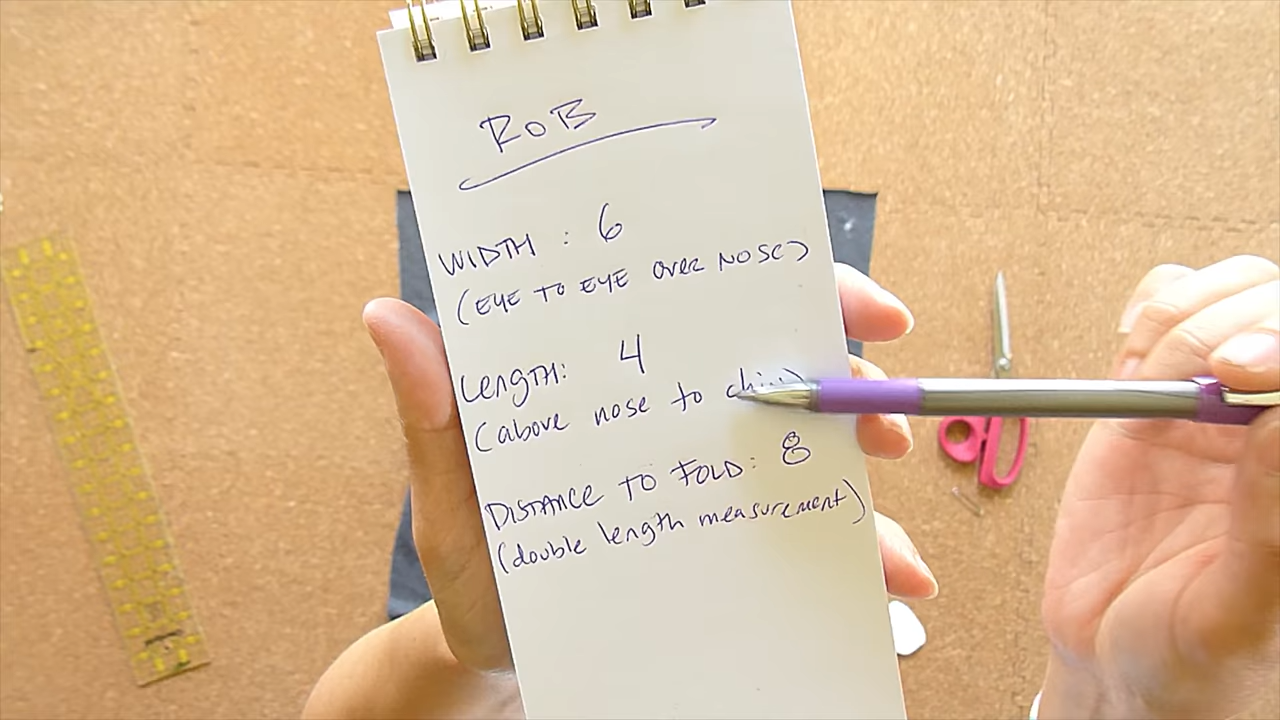 ROB
WIDTH : 6
(EYE TO EYE OVER NOSE)
LENGTH: 4
(above nose to chin)
DISTANCE TO FOLD: 8
(double length measurement)